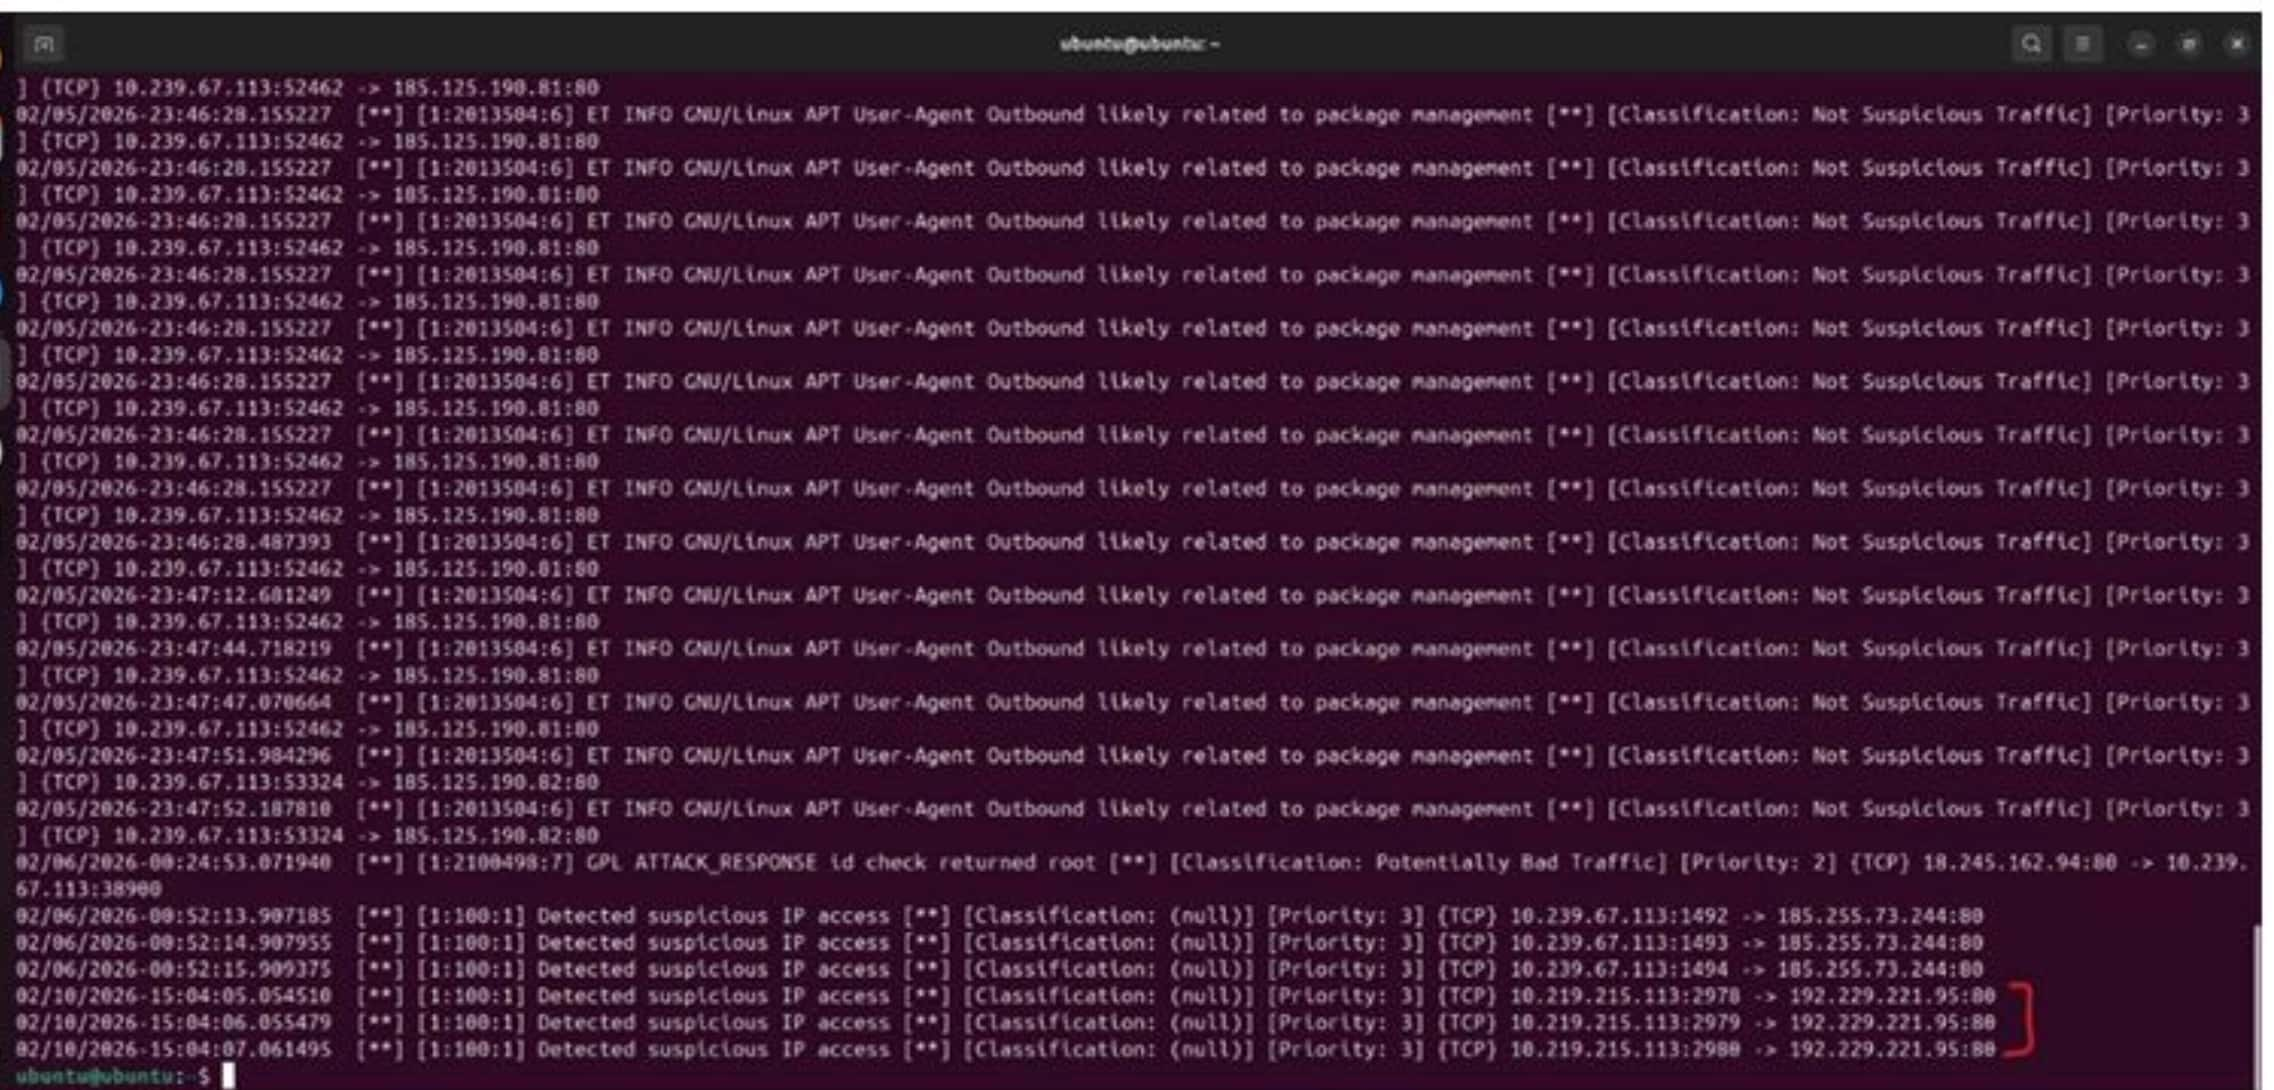 ubuntu@ubuntu: ~
] {TCP} 10.239.67.113:52462 -> 185.125.190.81:80
02/05/2026-23:46:28.155227  [**] [1:2013504:6] ET INFO GNU/Linux APT User-Agent Outbound likely related to package management [**] [Classification: Not Suspicious Traffic] [Priority: 3
] {TCP} 10.239.67.113:52462 -> 185.125.190.81:80
02/05/2026-23:46:28.155227  [**] [1:2013504:6] ET INFO GNU/Linux APT User-Agent Outbound likely related to package management [**] [Classification: Not Suspicious Traffic] [Priority: 3
] {TCP} 10.239.67.113:52462 -> 185.125.190.81:80
02/05/2026-23:46:28.155227  [**] [1:2013504:6] ET INFO GNU/Linux APT User-Agent Outbound likely related to package management [**] [Classification: Not Suspicious Traffic] [Priority: 3
] {TCP} 10.239.67.113:52462 -> 185.125.190.81:80
02/05/2026-23:46:28.155227  [**] [1:2013504:6] ET INFO GNU/Linux APT User-Agent Outbound likely related to package management [**] [Classification: Not Suspicious Traffic] [Priority: 3
] {TCP} 10.239.67.113:52462 -> 185.125.190.81:80
02/05/2026-23:46:28.155227  [**] [1:2013504:6] ET INFO GNU/Linux APT User-Agent Outbound likely related to package management [**] [Classification: Not Suspicious Traffic] [Priority: 3
] {TCP} 10.239.67.113:52462 -> 185.125.190.81:80
02/05/2026-23:46:28.155227  [**] [1:2013504:6] ET INFO GNU/Linux APT User-Agent Outbound likely related to package management [**] [Classification: Not Suspicious Traffic] [Priority: 3
] {TCP} 10.239.67.113:52462 -> 185.125.190.81:80
02/05/2026-23:46:28.155227  [**] [1:2013504:6] ET INFO GNU/Linux APT User-Agent Outbound likely related to package management [**] [Classification: Not Suspicious Traffic] [Priority: 3
] {TCP} 10.239.67.113:52462 -> 185.125.190.81:80
02/05/2026-23:46:28.155227  [**] [1:2013504:6] ET INFO GNU/Linux APT User-Agent Outbound likely related to package management [**] [Classification: Not Suspicious Traffic] [Priority: 3
] {TCP} 10.239.67.113:52462 -> 185.125.190.81:80
02/05/2026-23:46:28.487393  [**] [1:2013504:6] ET INFO GNU/Linux APT User-Agent Outbound likely related to package management [**] [Classification: Not Suspicious Traffic] [Priority: 3
] {TCP} 10.239.67.113:52462 -> 185.125.190.81:80
02/05/2026-23:47:12.681249  [**] [1:2013504:6] ET INFO GNU/Linux APT User-Agent Outbound likely related to package management [**] [Classification: Not Suspicious Traffic] [Priority: 3
] {TCP} 10.239.67.113:52462 -> 185.125.190.81:80
02/05/2026-23:47:44.718219  [**] [1:2013504:6] ET INFO GNU/Linux APT User-Agent Outbound likely related to package management [**] [Classification: Not Suspicious Traffic] [Priority: 3
] {TCP} 10.239.67.113:52462 -> 185.125.190.81:80
02/05/2026-23:47:47.070664  [**] [1:2013504:6] ET INFO GNU/Linux APT User-Agent Outbound likely related to package management [**] [Classification: Not Suspicious Traffic] [Priority: 3
] {TCP} 10.239.67.113:52462 -> 185.125.190.81:80
02/05/2026-23:47:51.984296  [**] [1:2013504:6] ET INFO GNU/Linux APT User-Agent Outbound likely related to package management [**] [Classification: Not Suspicious Traffic] [Priority: 3
] {TCP} 10.239.67.113:53324 -> 185.125.190.82:80
02/05/2026-23:47:52.187810  [**] [1:2013504:6] ET INFO GNU/Linux APT User-Agent Outbound likely related to package management [**] [Classification: Not Suspicious Traffic] [Priority: 3
] {TCP} 10.239.67.113:53324 -> 185.125.190.82:80
02/06/2026-00:24:53.071940  [**] [1:2100498:7] GPL ATTACK_RESPONSE id check returned root [**] [Classification: Potentially Bad Traffic] [Priority: 2] {TCP} 18.245.162.94:80 -> 10.239.
67.113:38900
02/06/2026-00:52:13.907185  [**] [1:100:1] Detected suspicious IP access [**] [Classification: (null)] [Priority: 3] {TCP} 10.239.67.113:1492 -> 185.255.73.244:80
02/06/2026-00:52:14.907955  [**] [1:100:1] Detected suspicious IP access [**] [Classification: (null)] [Priority: 3] {TCP} 10.239.67.113:1493 -> 185.255.73.244:80
02/06/2026-00:52:15.909375  [**] [1:100:1] Detected suspicious IP access [**] [Classification: (null)] [Priority: 3] {TCP} 10.239.67.113:1494 -> 185.255.73.244:80
02/10/2026-15:04:05.054510  [**] [1:100:1] Detected suspicious IP access [**] [Classification: (null)] [Priority: 3] {TCP} 10.219.215.113:2978 -> 192.229.221.95:80
02/10/2026-15:04:06.055479  [**] [1:100:1] Detected suspicious IP access [**] [Classification: (null)] [Priority: 3] {TCP} 10.219.215.113:2979 -> 192.229.221.95:80
02/10/2026-15:04:07.061495  [**] [1:100:1] Detected suspicious IP access [**] [Classification: (null)] [Priority: 3] {TCP} 10.219.215.113:2980 -> 192.229.221.95:80
ubuntu@ubuntu:~$